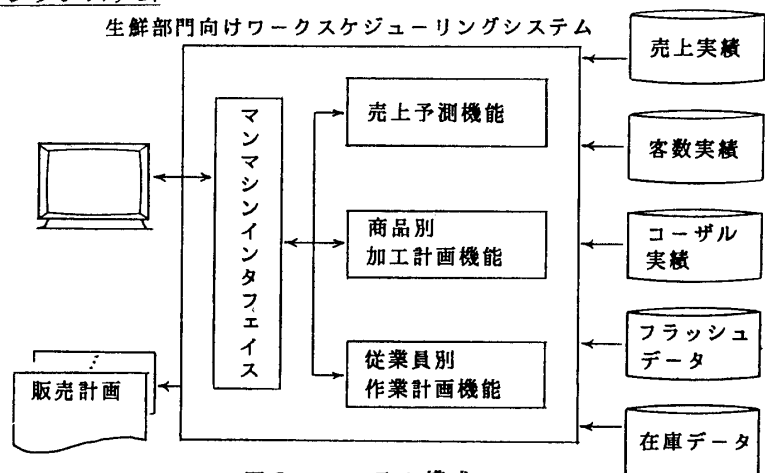 生鮮部門向けワークスケジューリングシステム
マンマシンインタフェイス
売上予測機能
商品別
加工計画機能
従業員別
作業計画機能
販売計画
売上実績
客数実績
コーザル
実績
フラッシュ
データ
在庫データ